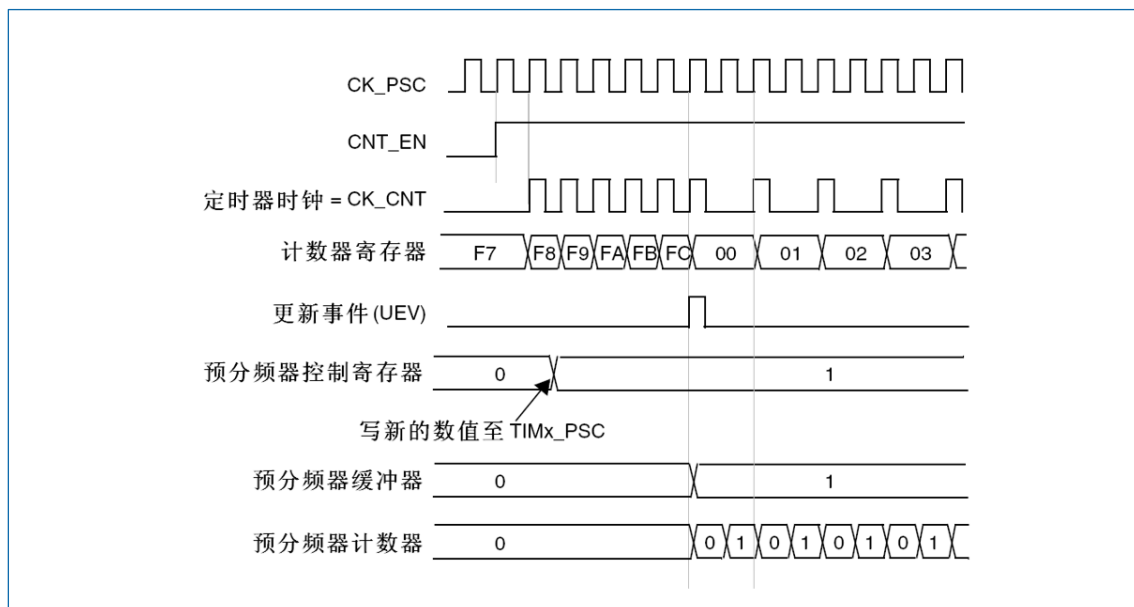 CK_PSC
CNT_EN
定时器时钟 = CK_CNT
计数器寄存器 F7 F8 F9 FA FB FC 00 01 02 03
更新事件(UEV)
预分频器控制寄存器 0 1
写新的数值至 TIMx_PSC
预分频器缓冲器 0 1
预分频器计数器 0 0 1 0 1 0 1 0 1